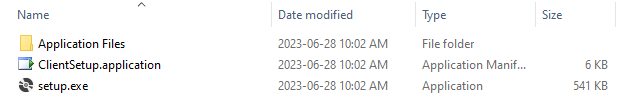 Name Date modified Type Size
Application Files 2023-06-28 10:02 AM File folder
ClientSetup.application 2023-06-28 10:02 AM Application Manif... 6 KB
setup.exe 2023-06-28 10:02 AM Application 541 KB